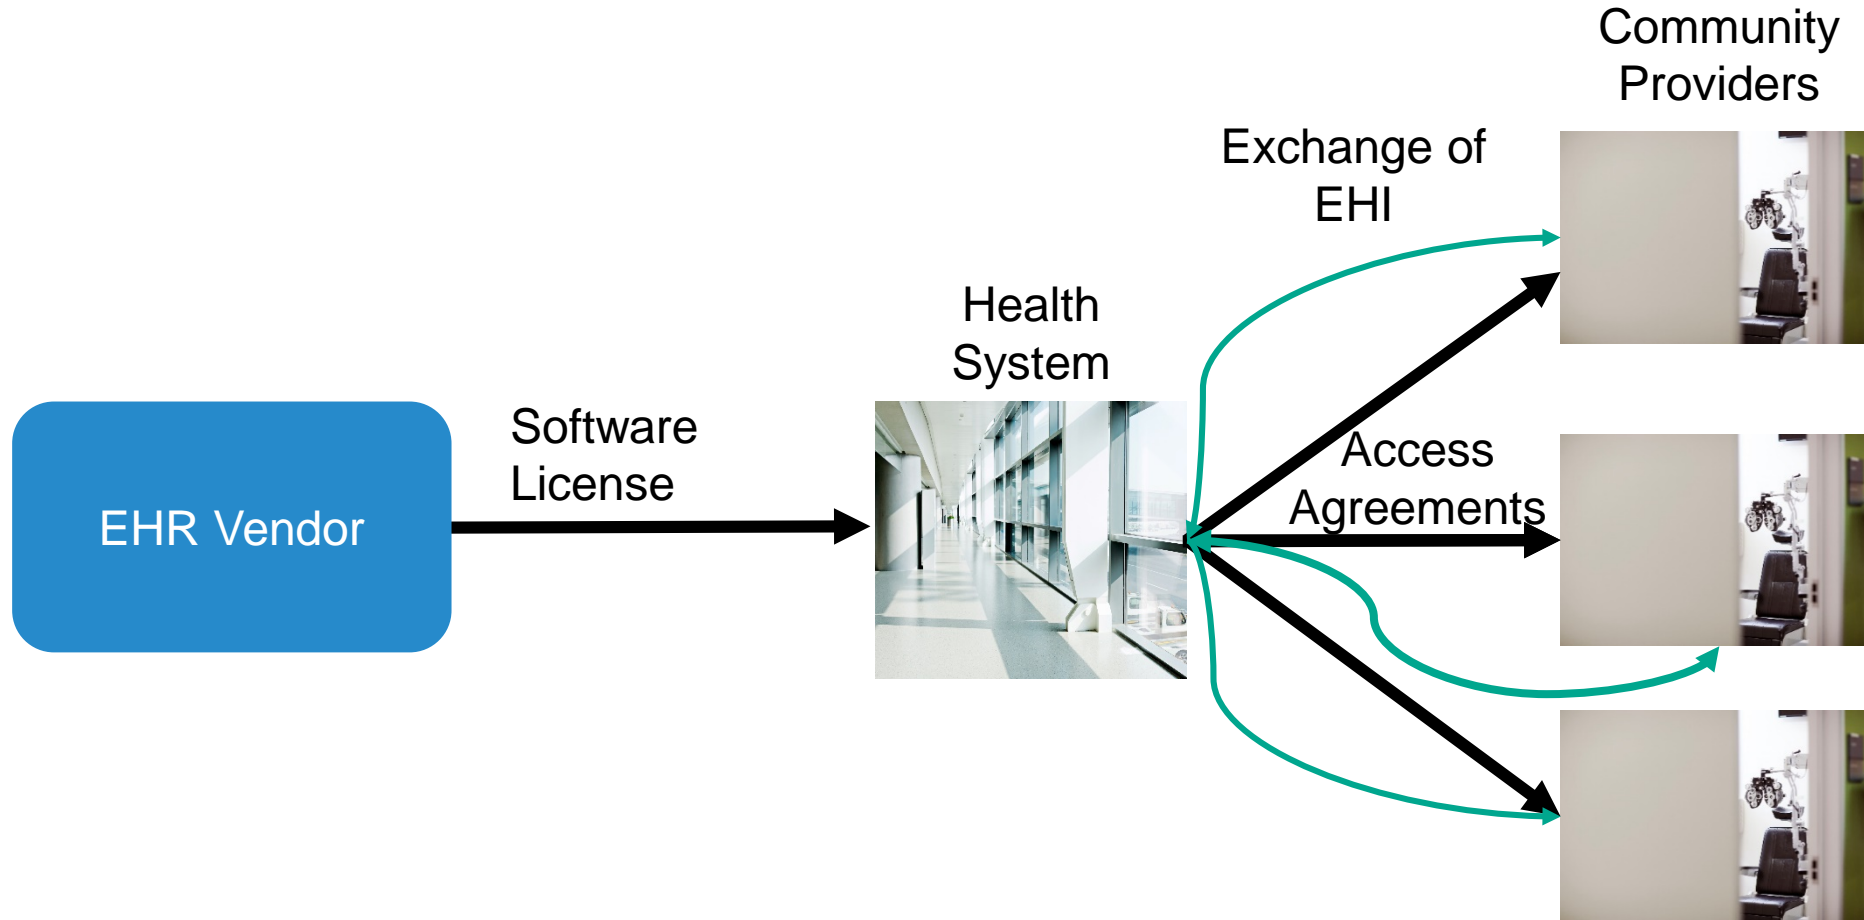 Community
Providers
Exchange of
EHI
Health
System
Software
License
Access
Agreements
EHR Vendor